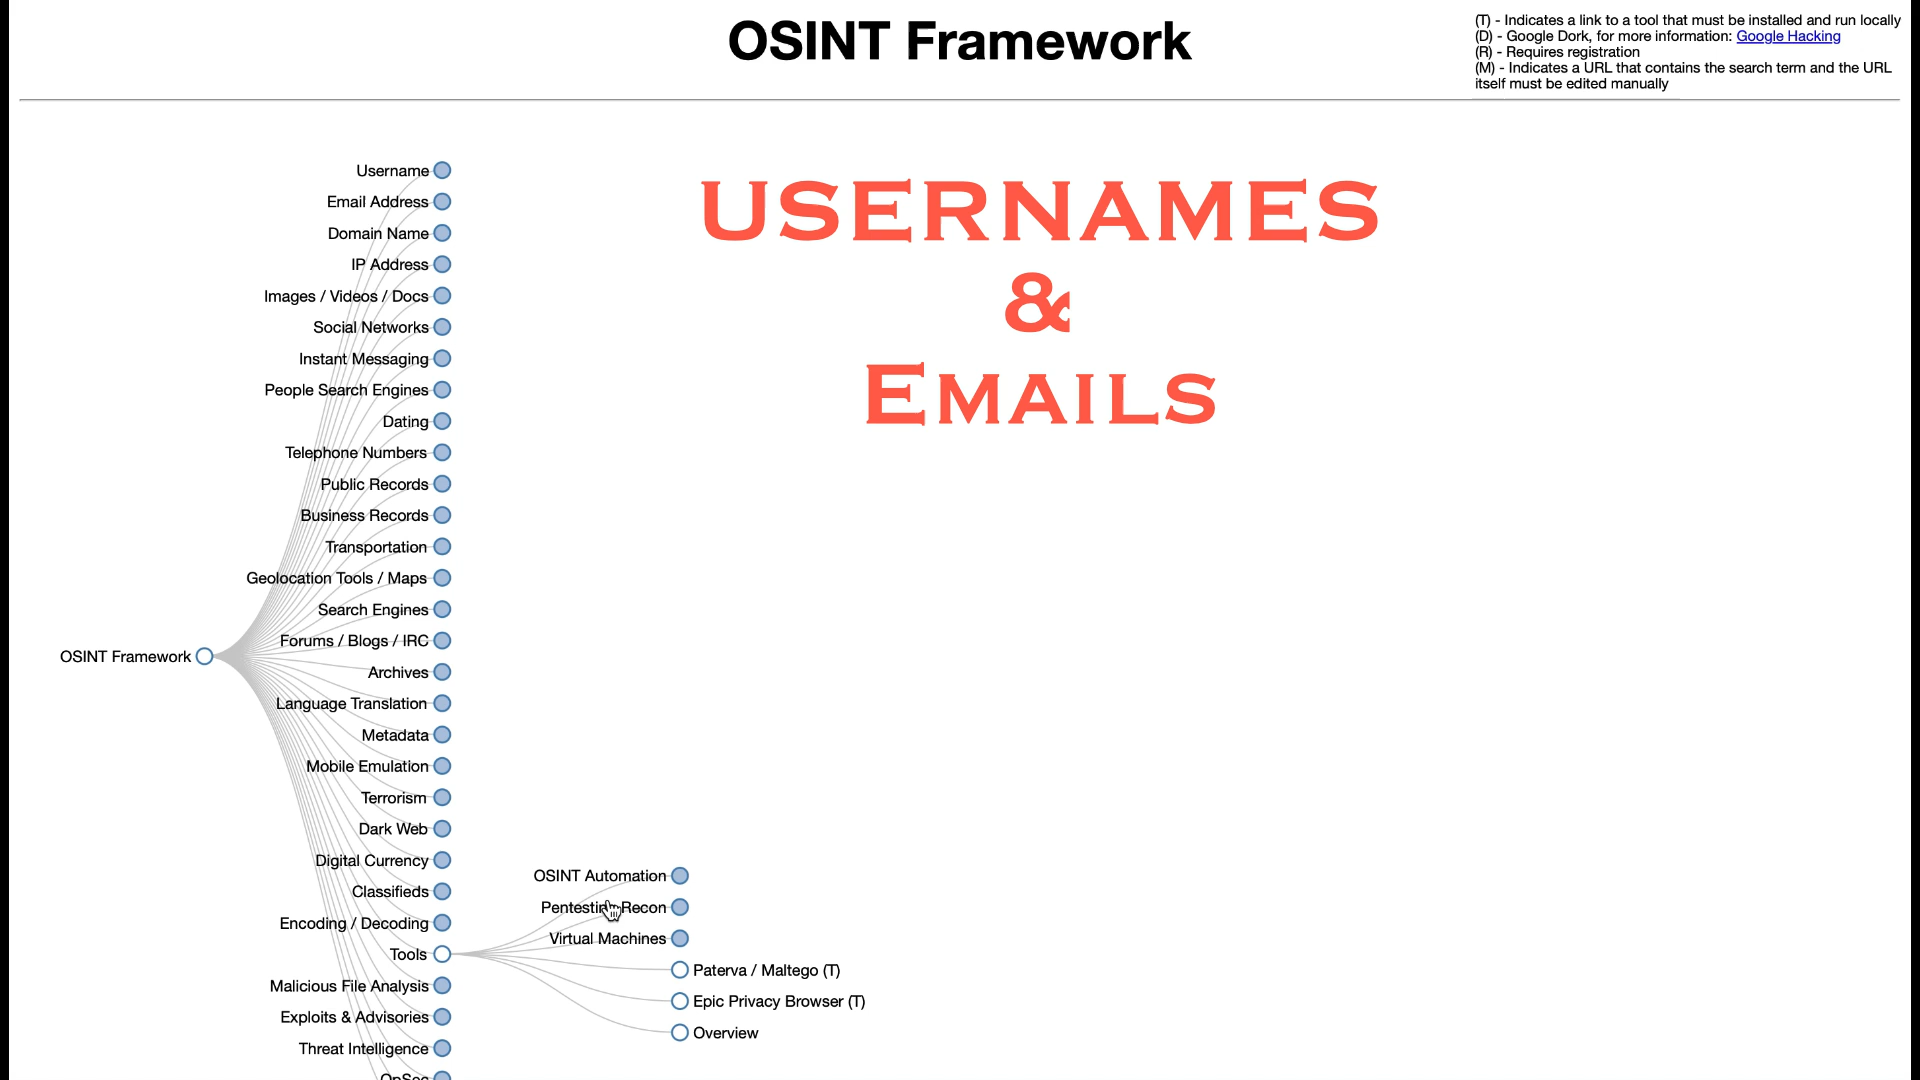 OSINT Framework
(T) - Indicates a link to a tool that must be installed and run locally
(D) - Google Dork, for more information: Google Hacking
(R) - Requires registration
(M) - Indicates a URL that contains the search term and the URL
itself must be edited manually
USERNAMES
&
EMAILS
Username
Email Address
Domain Name
IP Address
Images / Videos / Docs
Social Networks
Instant Messaging
People Search Engines
Dating
Telephone Numbers
Public Records
Business Records
Transportation
Geolocation Tools / Maps
Search Engines
Forums / Blogs / IRC
OSINT Framework
Archives
Language Translation
Metadata
Mobile Emulation
Terrorism
Dark Web
Digital Currency
Classifieds
Encoding / Decoding
Tools
Malicious File Analysis
Exploits & Advisories
Threat Intelligence
OpSec
OSINT Automation
Pentesting Recon
Virtual Machines
Paterva / Maltego (T)
Epic Privacy Browser (T)
Overview